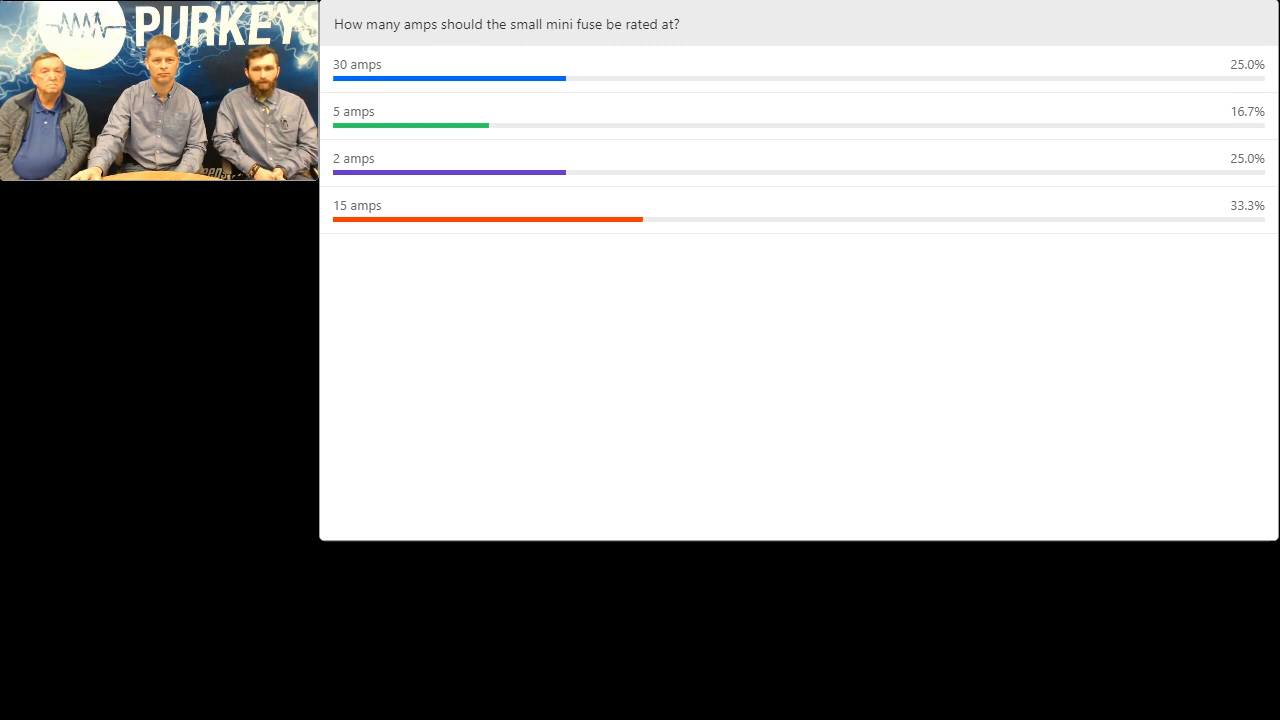 PURKEYS
How many amps should the small mini fuse be rated at?
30 amps 25.0%
5 amps 16.7%
2 amps 25.0%
15 amps 33.3%